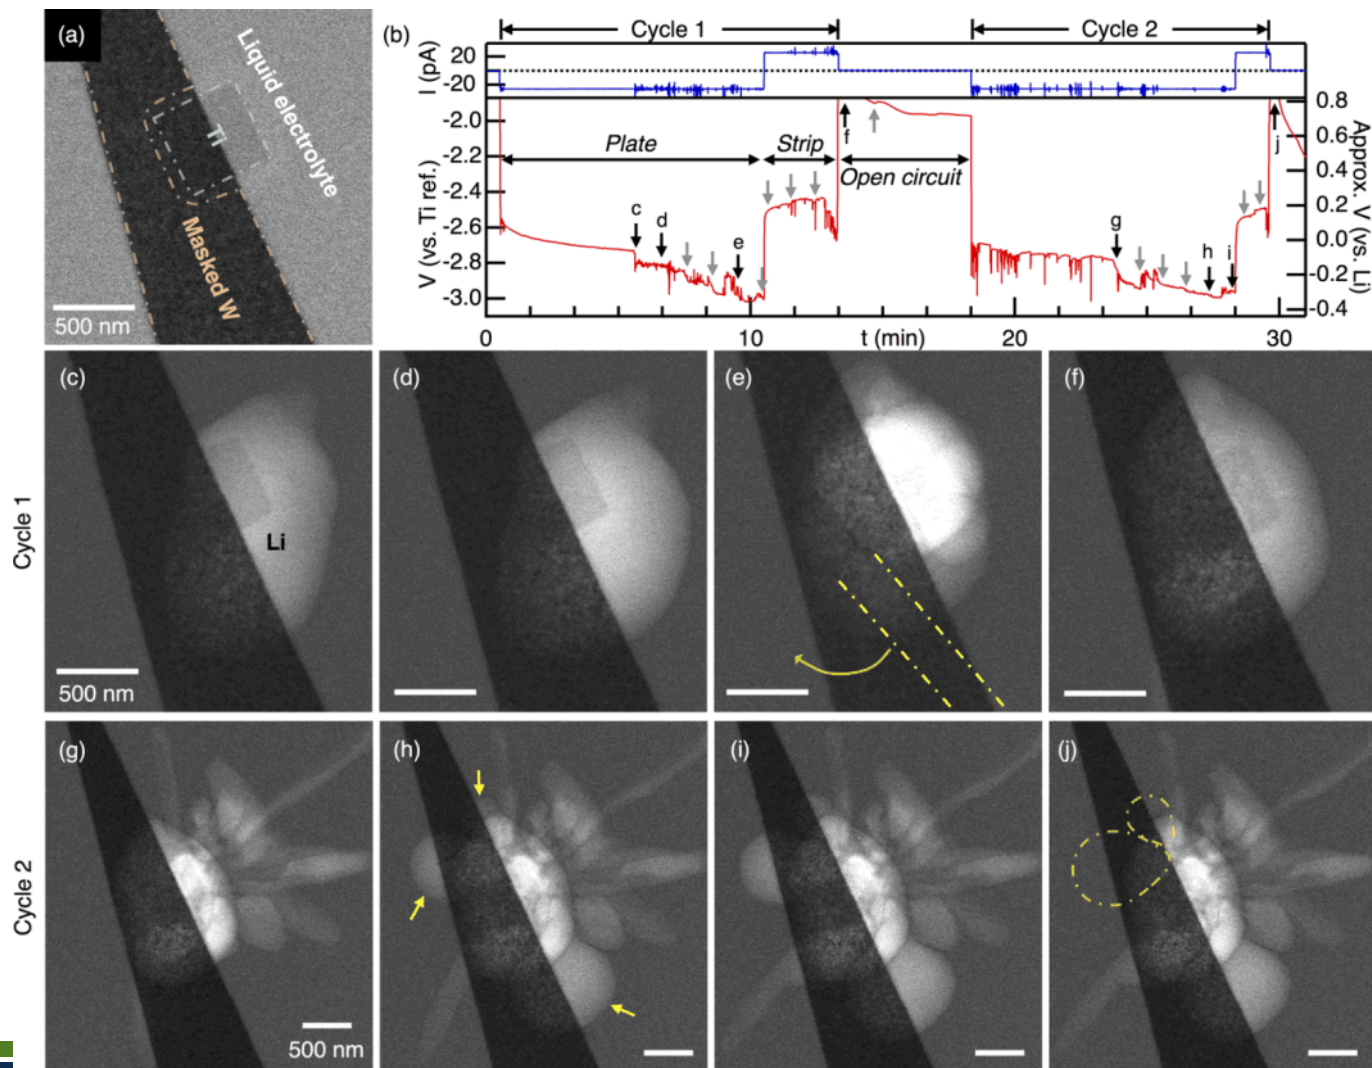 (a)
Liquid electrolyte
Ti
Masked W
500 nm
(b)
Cycle 1
Cycle 2
I (pA)
20
-20
V (vs. Ti ref.)
-2.0
-2.2
-2.4
-2.6
-2.8
-3.0
Plate
Strip
Open circuit
c
d
e
f
g
h
i
j
0.8
0.6
0.4
0.2
0.0
-0.2
-0.4
Approx. V (vs. Li)
0
10
t (min)
20
30
Cycle 1
(c)
Li
500 nm
(d)
(e)
(f)
Cycle 2
(g)
500 nm
(h)
(i)
(j)